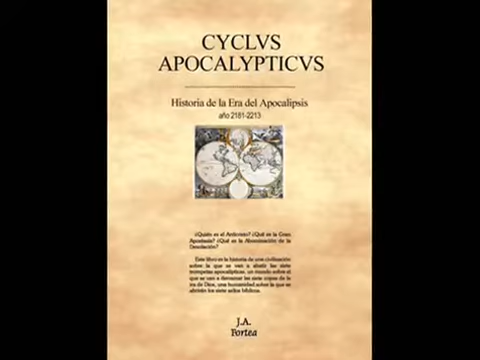 CYCLVS
APOCALYPTICVS
Historia de la Era del Apocalipsis
año 2181-2213
¿Quién es el Anticristo? ¿Qué es la Gran
Apostasía? ¿Qué es la Abominación de la
Desolación?
Este libro es la historia de una civilización
sobre la que se van a abatir las siete
trompetas apocalípticas, un mundo sobre el
que se van a derramar las siete copas de la
ira de Dios, una humanidad sobre la que se
abrirán los siete sellos bíblicos.
J.A.
Fortea